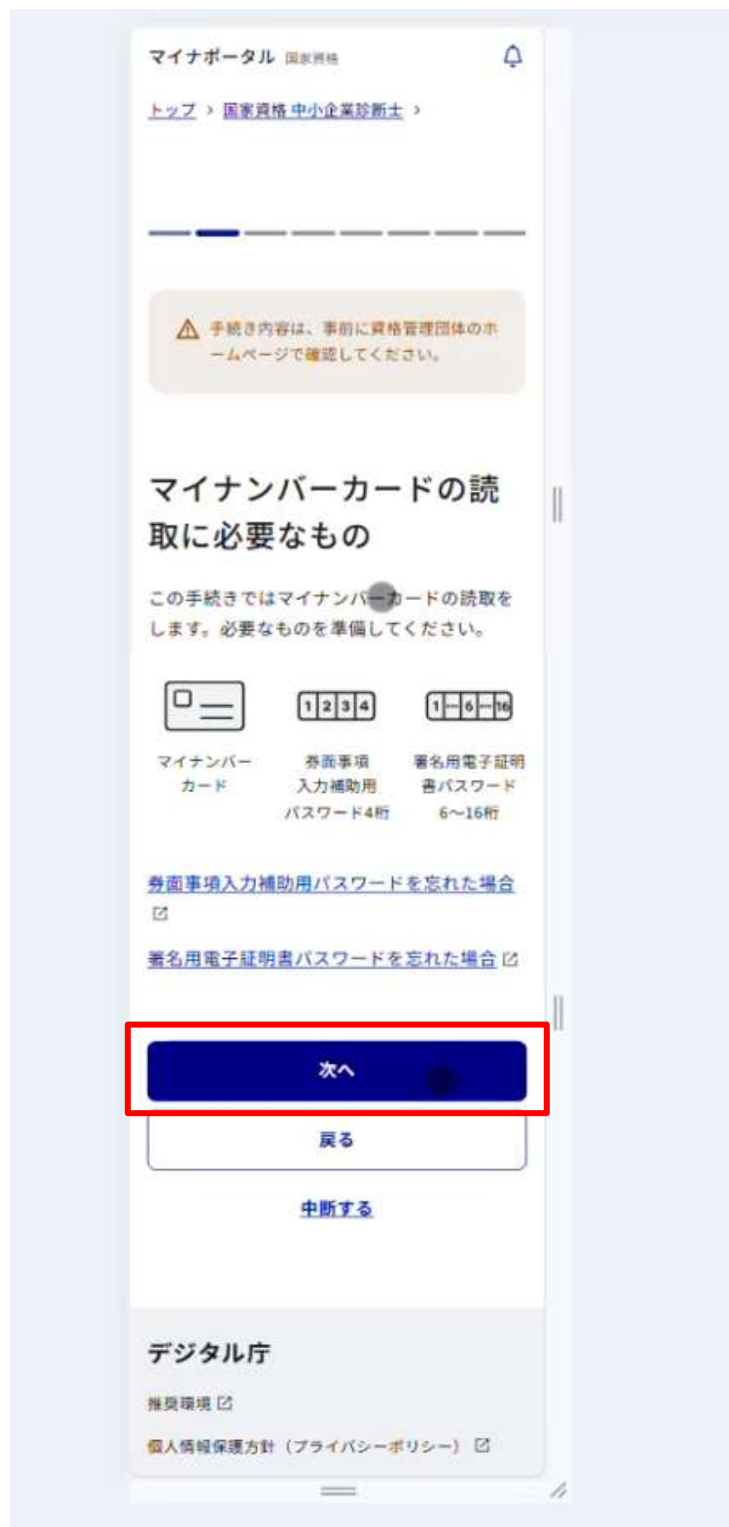 マイナポータル 国家資格
トップ > 国家資格 中小企業診断士 >
手続き内容は、事前に資格管理団体のホ
ームページで確認してください。
マイナンバーカードの読
取に必要なもの
この手続きではマイナンバーカードの読取を
します。必要なものを準備してください。
1 2 3 4
1 6 16
マイナンバー
カード
券面事項
入力補助用
パスワード4桁
署名用電子証明
書パスワード
6〜16桁
券面事項入力補助用パスワードを忘れた場合
署名用電子証明書パスワードを忘れた場合
次へ
戻る
中断する
デジタル庁
推奨環境
個人情報保護方針（プライバシーポリシー）